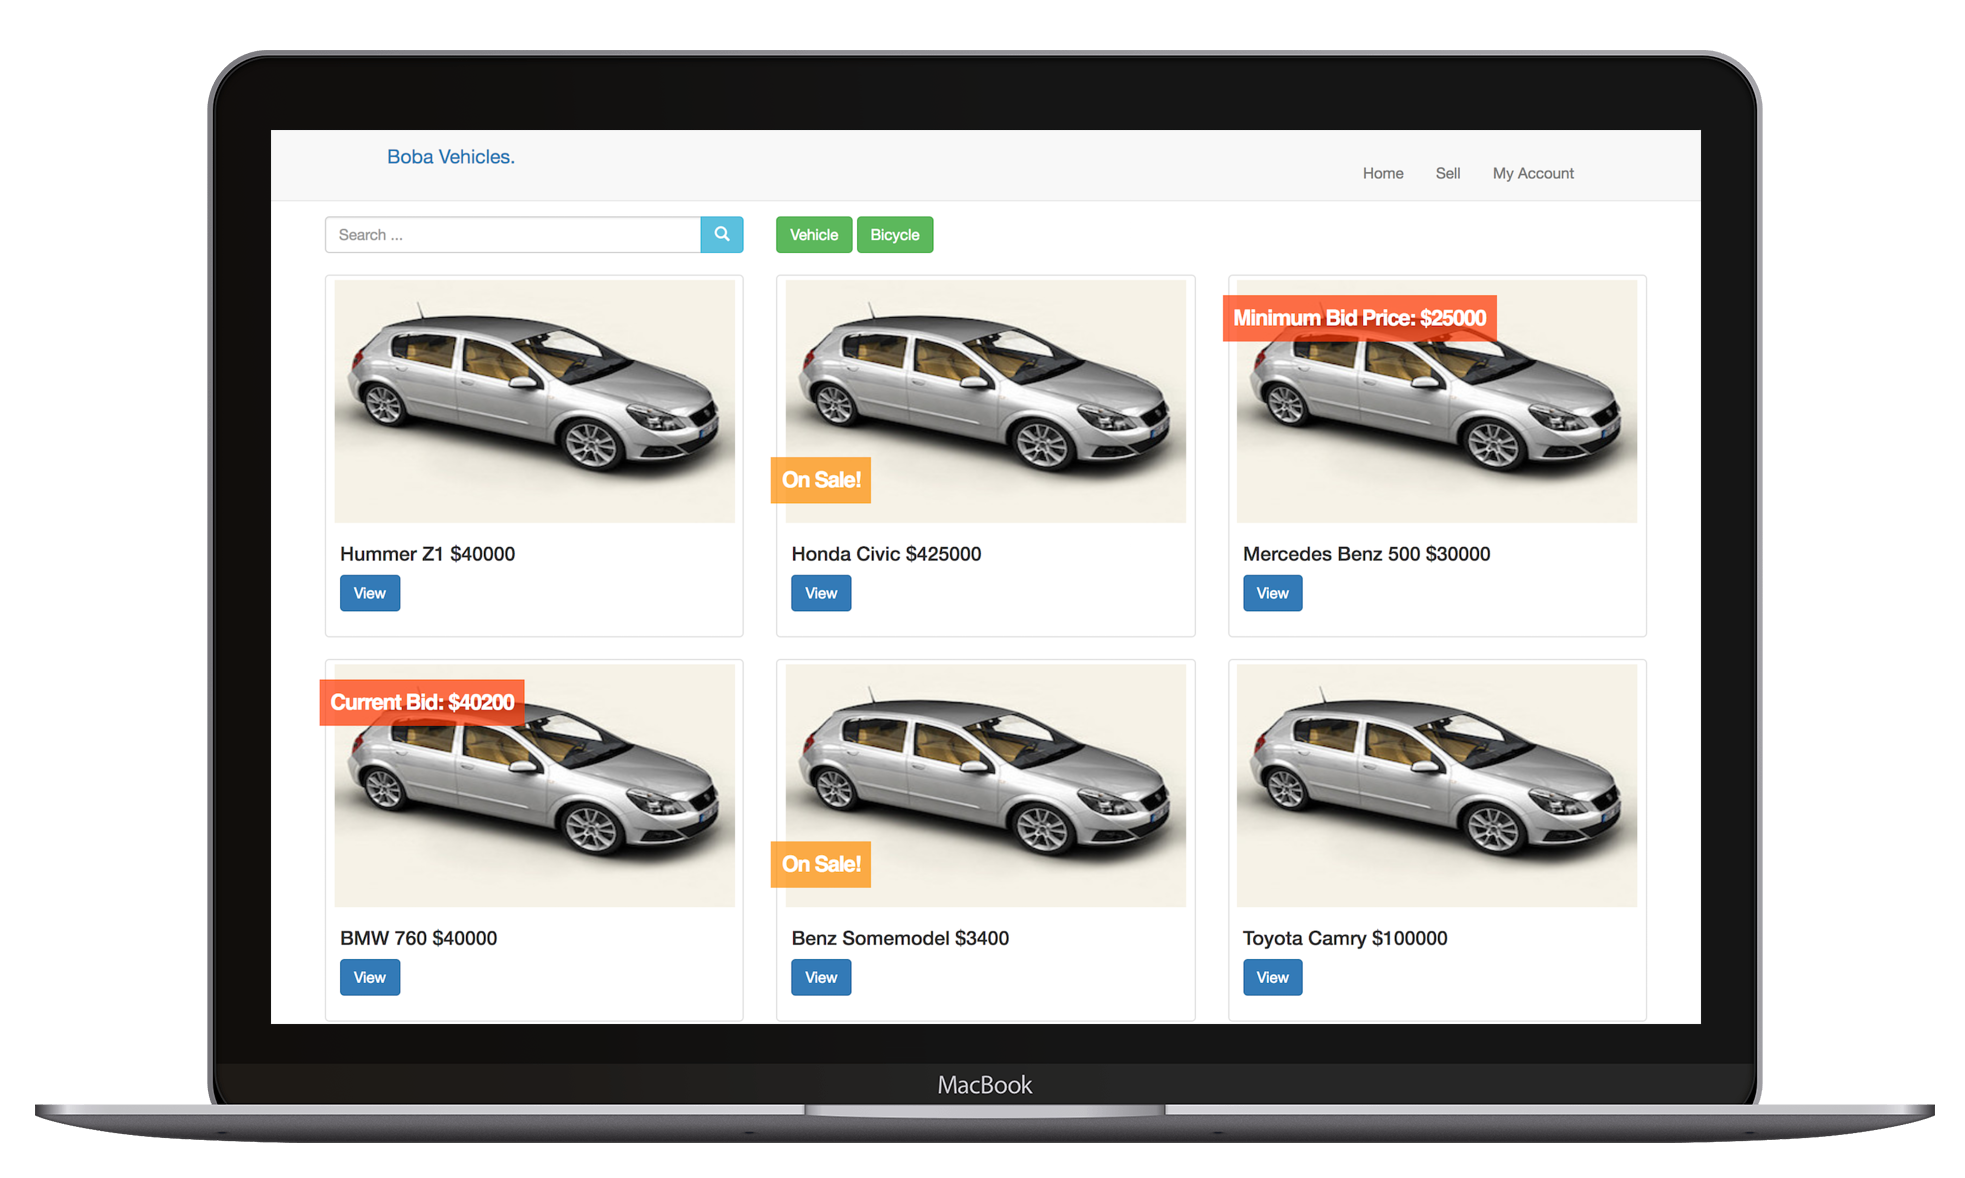 Boba Vehicles.
Home Sell My Account
Search ...
Vehicle Bicycle
Minimum Bid Price: $25000
On Sale!
Hummer Z1 $40000
Honda Civic $425000
Mercedes Benz 500 $30000
View
View
View
Current Bid: $40200
On Sale!
BMW 760 $40000
Benz Somemodel $3400
Toyota Camry $100000
View
View
View
MacBook